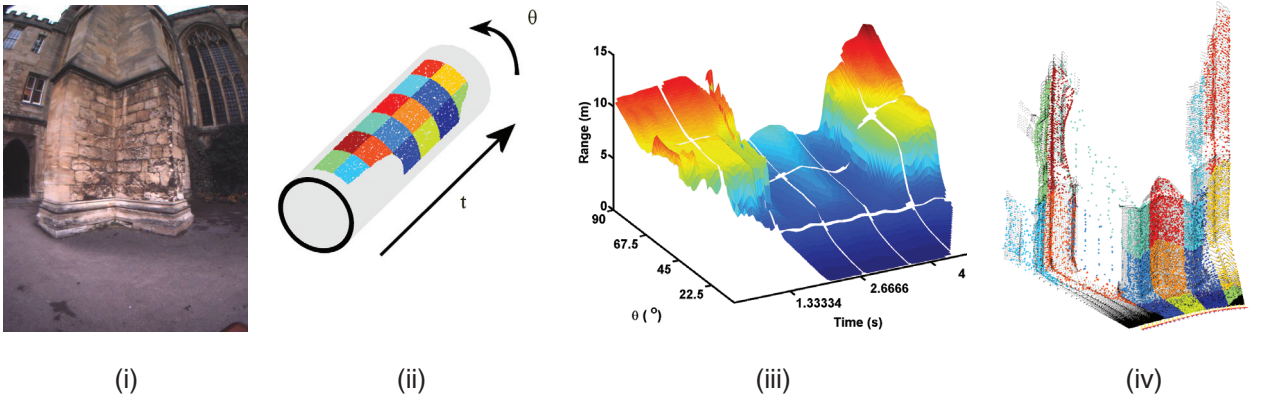 θ
t
15
10
5
0
Range (m)
90
67.5
45
22.5
θ (°)
1.33334
2.6666
4
Time (s)
(i)
(ii)
(iii)
(iv)